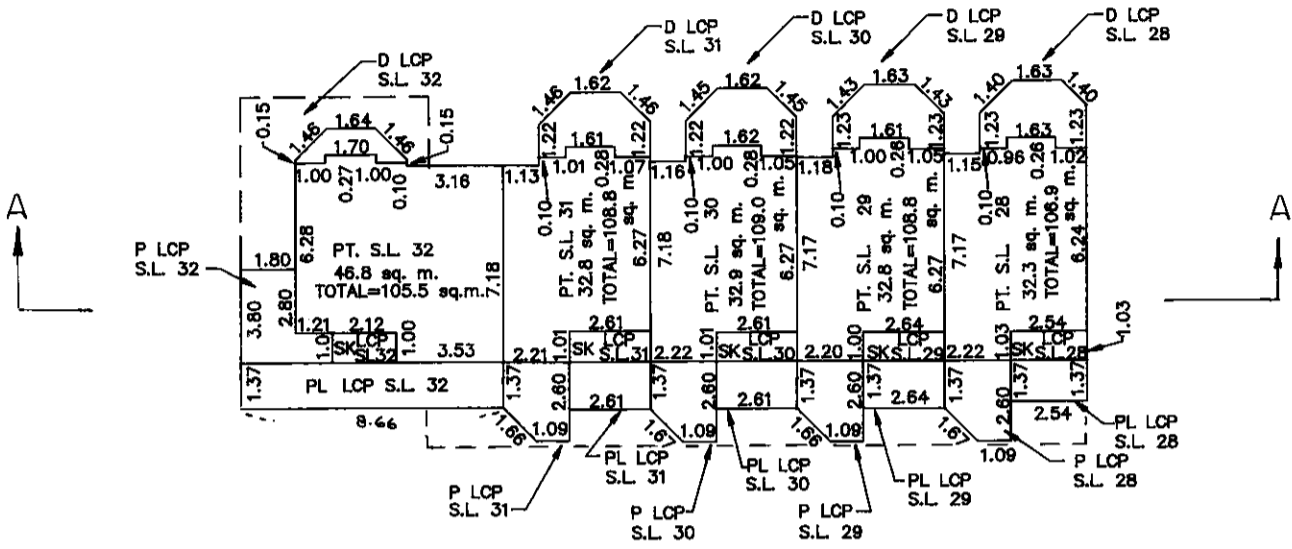 D LCP
S.L. 32
D LCP
S.L. 31
D LCP
S.L. 30
D LCP
S.L. 29
D LCP
S.L. 28
0.15
1.46
1.64
1.46
0.15
1.70
1.00
0.27
1.00
0.10
3.16
1.46
1.62
1.46
1.22
1.22
1.61
1.13
1.01
0.28
1.07
0.10
1.45
1.62
1.45
1.22
1.22
1.62
1.16
1.00
0.28
1.05
0.10
1.43
1.63
1.43
1.23
1.23
1.61
1.18
1.00
0.26
1.05
0.10
1.40
1.63
1.40
1.23
1.23
1.63
1.15
0.96
0.26
1.02
0.10
A
A
P LCP
S.L. 32
1.80
6.28
3.80
2.80
PT. S.L. 32
46.8 sq. m.
TOTAL=105.5 sq.m.
7.18
PT. S.L. 31
32.8 sq. m.
TOTAL=108.8
sq. m.
6.27
7.18
PT. S.L. 30
32.9 sq. m.
TOTAL=109.0
sq. m.
6.27
7.17
PT. S.L. 29
32.8 sq. m.
TOTAL=108.8
sq. m.
6.27
7.17
PT. S.L. 28
32.3 sq. m.
TOTAL=106.9
sq. m.
6.24
1.03
1.21
2.12
1.00
SK
LCP
S.L.32
3.53
2.21
1.01
2.61
SK
LCP
S.L.31
2.22
1.01
2.61
SK
LCP
S.L.30
2.20
1.00
2.64
SK
LCP
S.L.29
2.22
1.03
2.54
SK
LCP
S.L.28
1.37
PL LCP S.L. 32
8.66
1.37
2.60
2.61
1.66
1.09
1.37
2.60
2.61
1.67
1.09
1.37
2.60
1.37
2.64
1.66
1.09
1.37
2.60
1.37
1.37
2.54
1.67
1.09
P LCP
S.L. 31
PL LCP
S.L. 31
P LCP
S.L. 30
PL LCP
S.L. 30
P LCP
S.L. 29
PL LCP
S.L. 29
P LCP
S.L. 28
PL LCP
S.L. 28